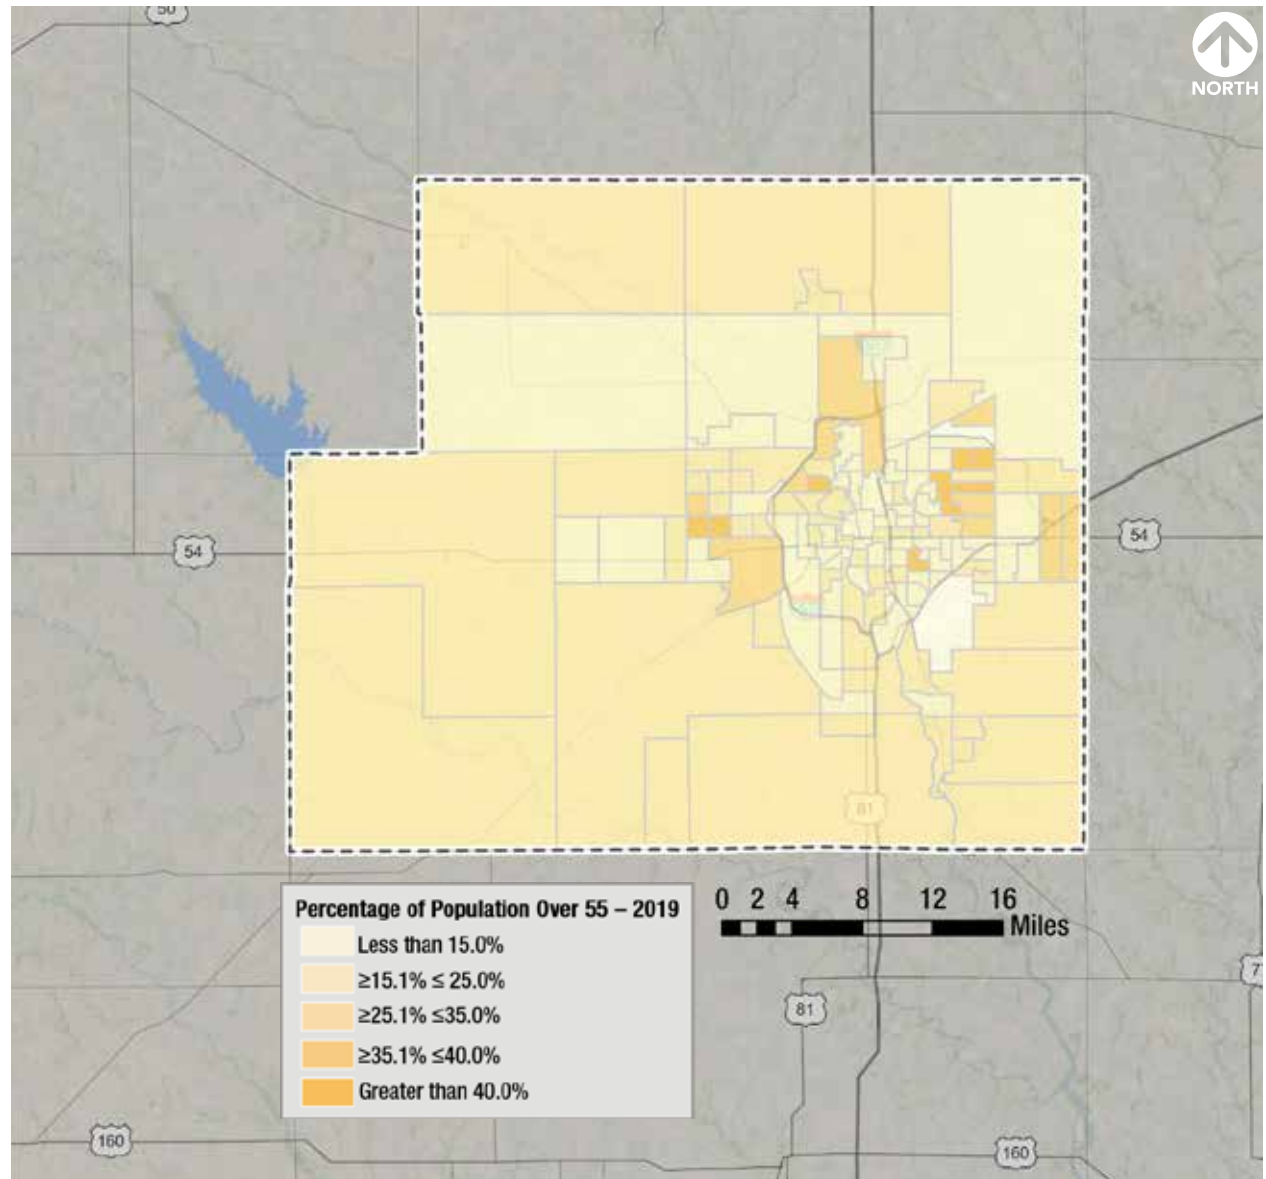 50
NORTH
54
54
81
Percentage of Population Over 55 – 2019
Less than 15.0%
≥15.1% ≤ 25.0%
≥25.1% ≤35.0%
≥35.1% ≤40.0%
Greater than 40.0%
0 2 4 8 12 16
Miles
7
81
160
160